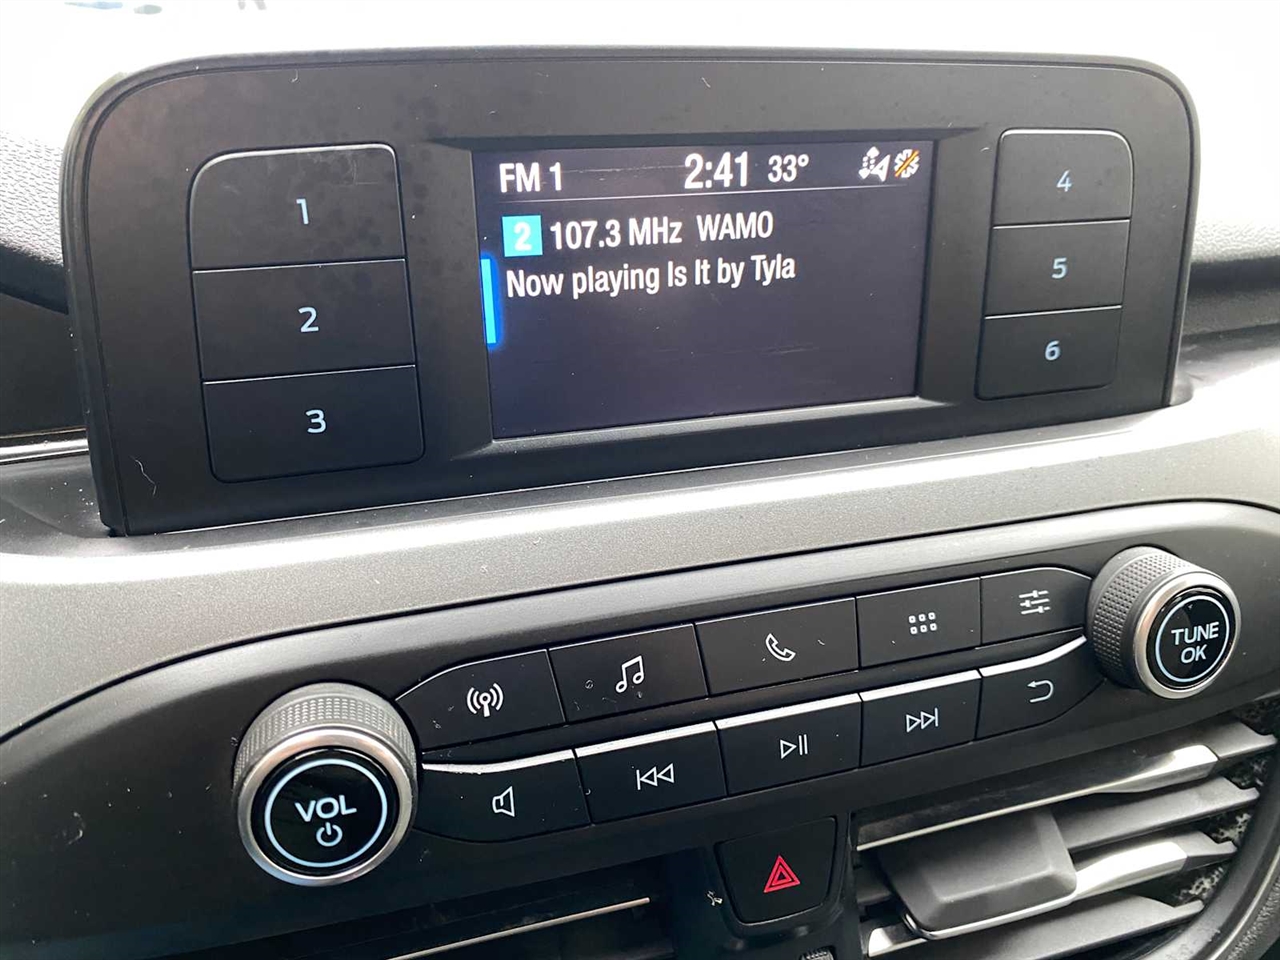 FM 1 2:41 33°
2 107.3 MHz WAMO
Now playing Is It by Tyla
1
2
3
4
5
6
VOL
TUNE
OK